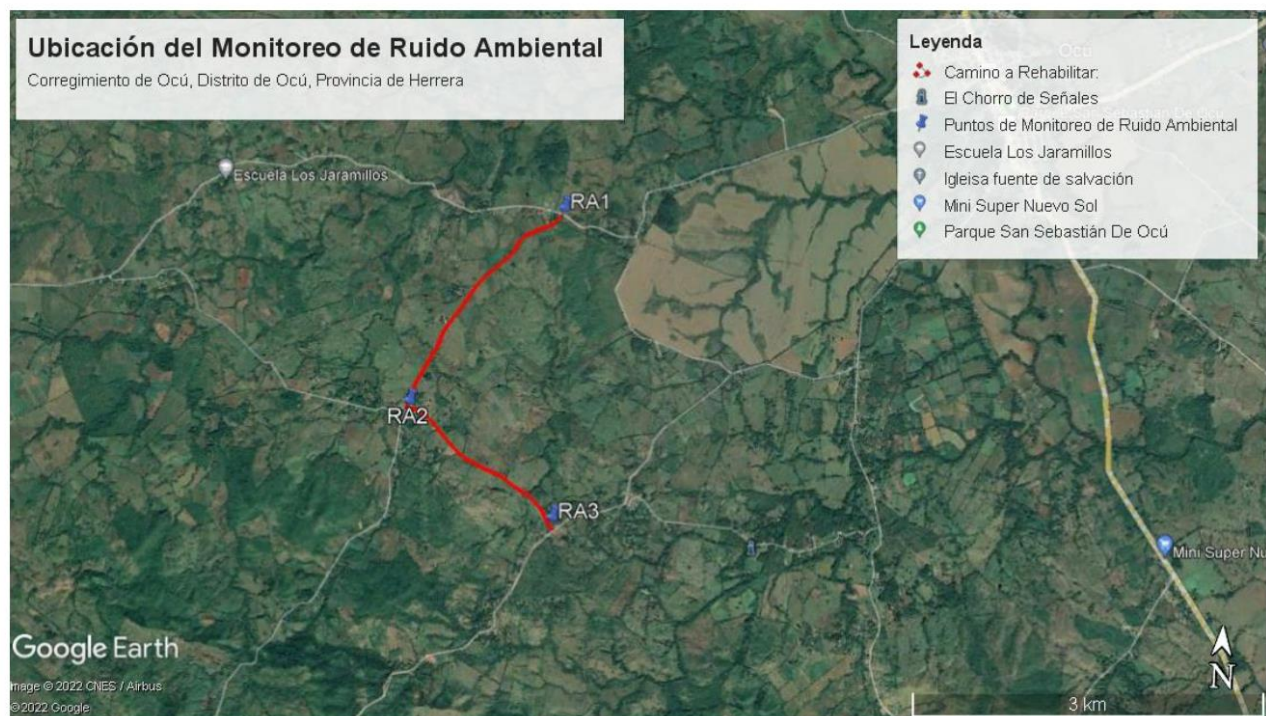 Ubicación del Monitoreo de Ruido Ambiental
Corregimiento de Ocú, Distrito de Ocú, Provincia de Herrera
Leyenda
Ocú
Camino a Rehabilitar:
El Chorro de Señales
Puntos de Monitoreo de Ruido Ambiental
Escuela Los Jaramillos
Igleisa fuente de salvación
Mini Super Nuevo Sol
Parque San Sebastián De Ocú
Escuela Los Jaramillos
RA1
RA2
RA3
Mini Super Nu
Google Earth
mage © 2022 CNES / Airbus
© 2022 Google
N
3 km